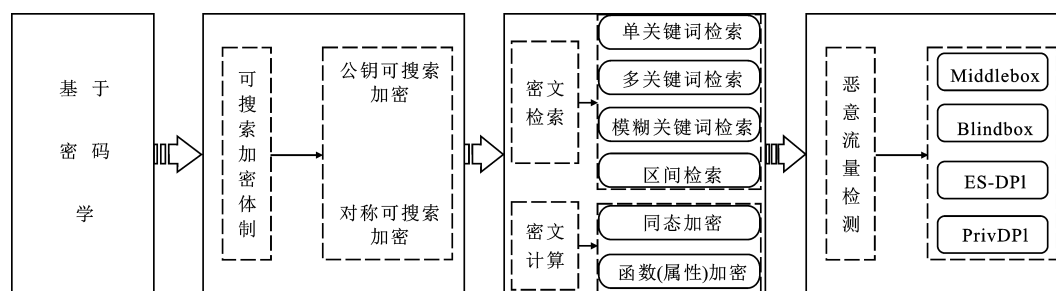 基于
密码
学
可搜索加密体制
公钥可搜索
加密
对称可搜索
加密
密文
检索
单关键词检索
多关键词检索
模糊关键词检索
区间检索
密文
计算
同态加密
函数(属性)加密
恶意流量检测
Middlebox
Blindbox
ES-DPl
PrivDPl